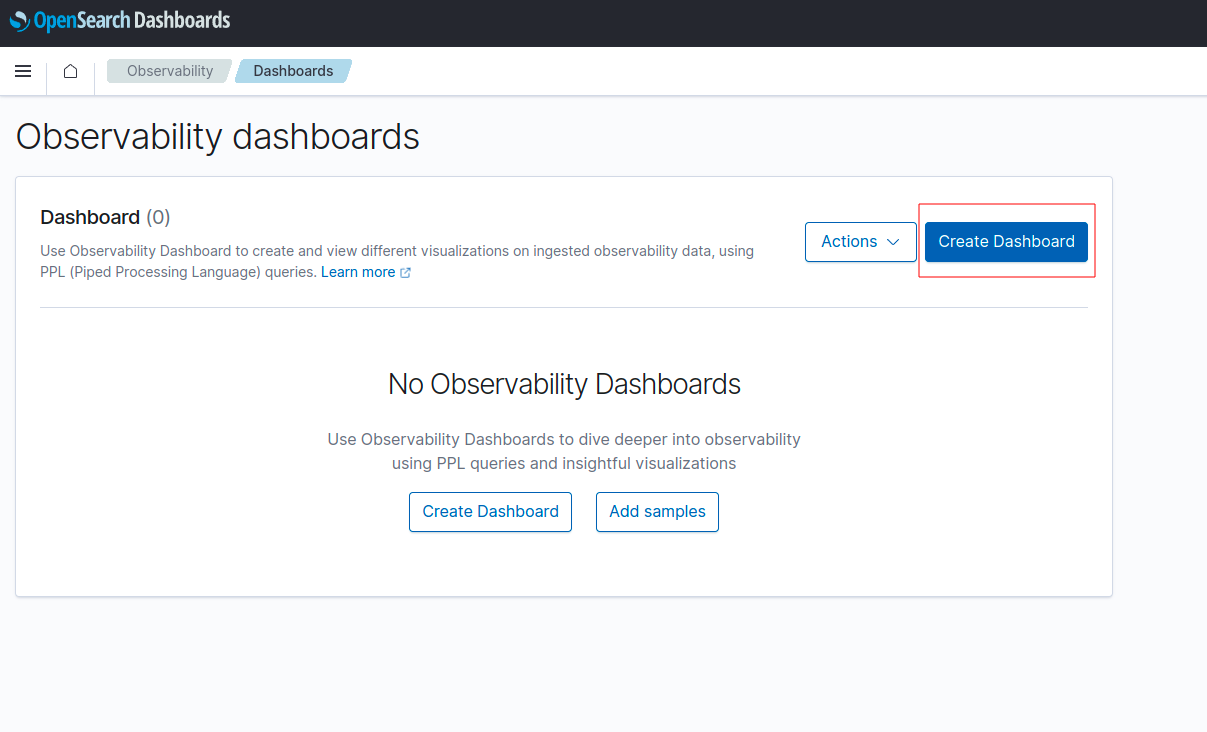 OpenSearch Dashboards
Observability
Dashboards
Observability dashboards
Dashboard (0)
Use Observability Dashboard to create and view different visualizations on ingested observability data, using
PPL (Piped Processing Language) queries. Learn more
Actions
Create Dashboard
No Observability Dashboards
Use Observability Dashboards to dive deeper into observability
using PPL queries and insightful visualizations
Create Dashboard
Add samples